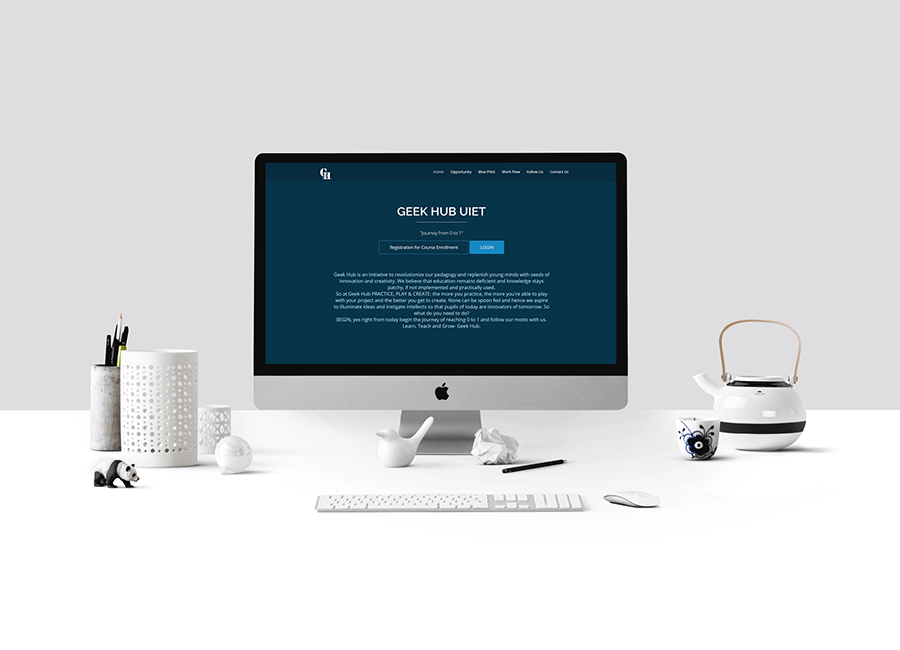 GH
Home Opportunity Blue Print Work Flow Follow Us Contact Us
GEEK HUB UIET
"Journey from 0 to 1"
Registration for Course Enrollment LOGIN
Geek Hub is an initiative to revolutionize our pedagogy and replenish young minds with seeds of
innovation and creativity. We believe that education remains deficient and knowledge stays
patchy, if not implemented and practically used.
So at Geek Hub PRACTICE, PLAY & CREATE: the more you practice, the more you're able to play
with your project and the better you get to create. None can be spoon fed and hence we aspire
to illuminate ideas and instigate intellects so that pupils of today are innovators of tomorrow. So
what do you need to do?
BEGIN, yes right from today begin the journey of reaching 0 to 1 and follow our motto with us.
Learn, Teach and Grow- Geek Hub.